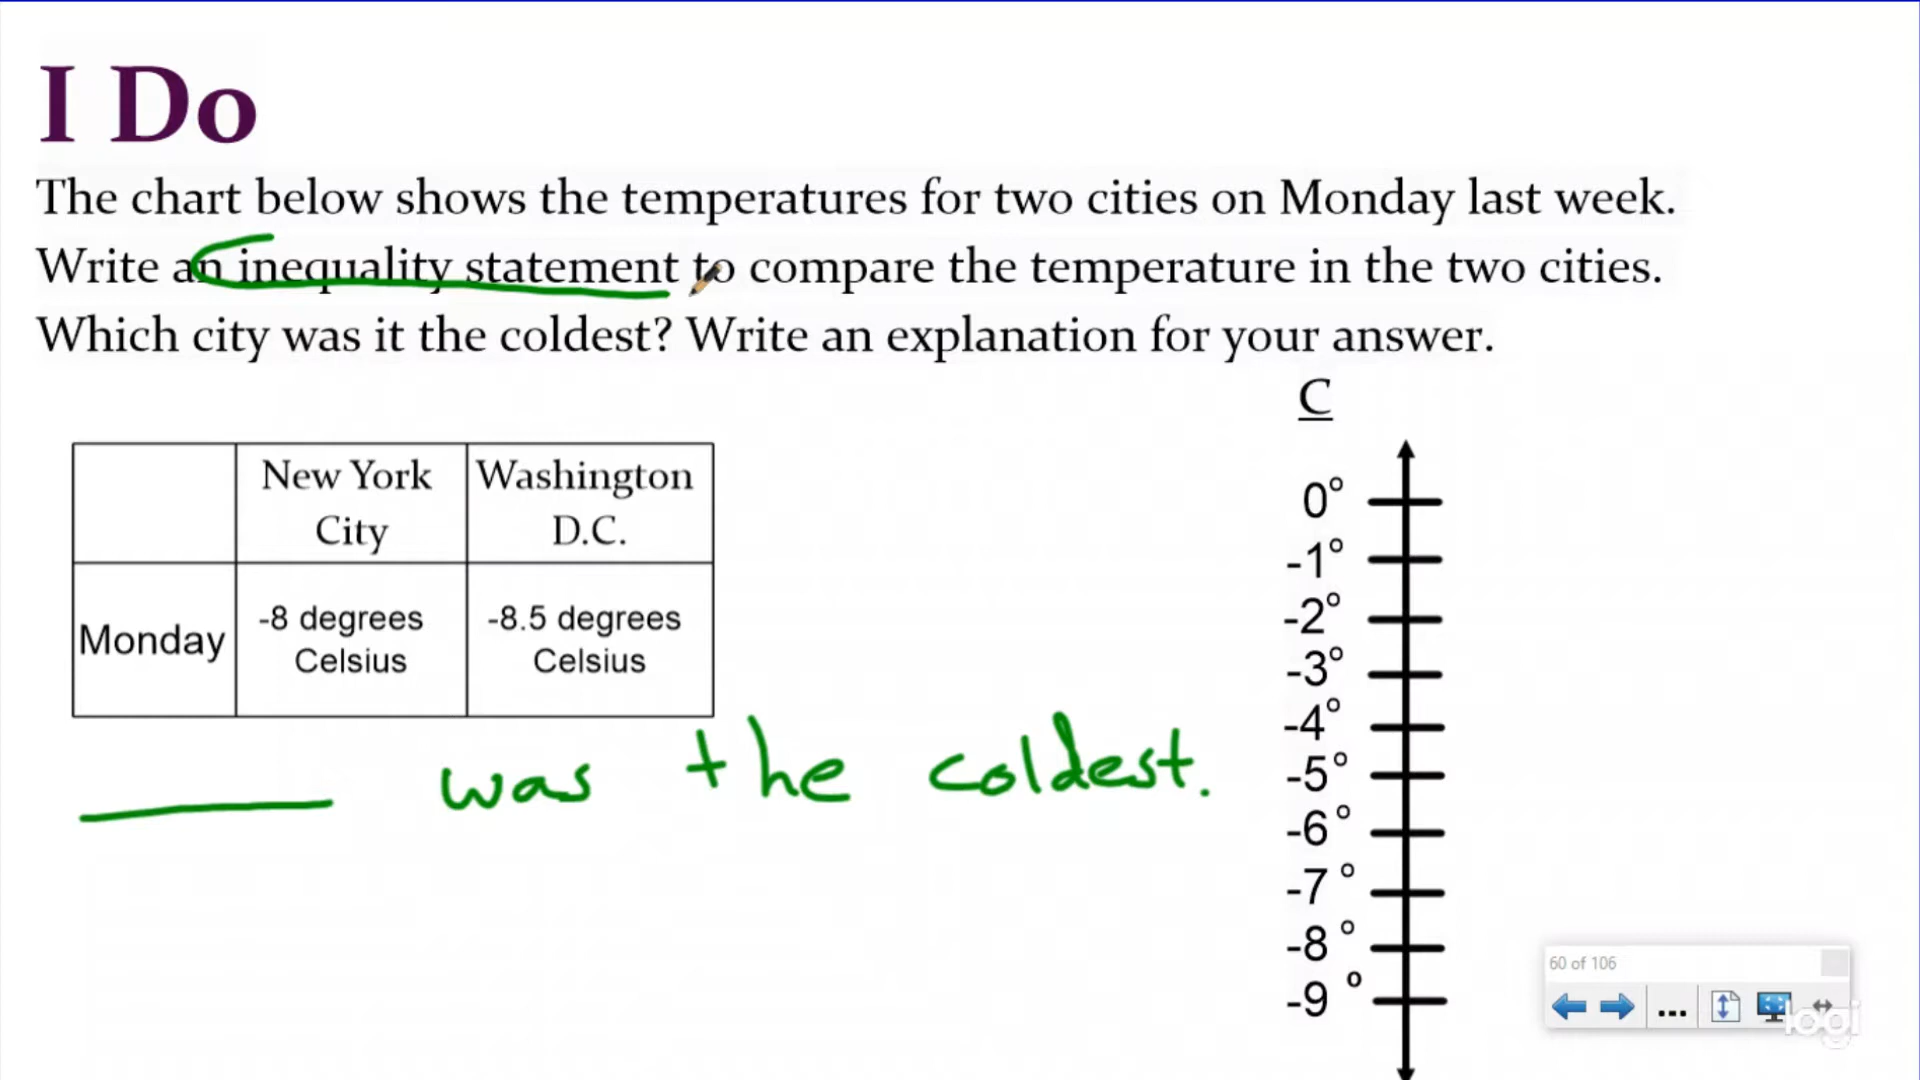 I Do
The chart below shows the temperatures for two cities on Monday last week.
Write an inequality statement to compare the temperature in the two cities.
Which city was it the coldest? Write an explanation for your answer.
C
New York
City
Washington
D.C.
Monday
-8 degrees
Celsius
-8.5 degrees
Celsius
was the coldest.
0°
-1°
-2°
-3°
-4°
-5°
-6°
-7°
-8°
-9°
60 of 106
...
logi